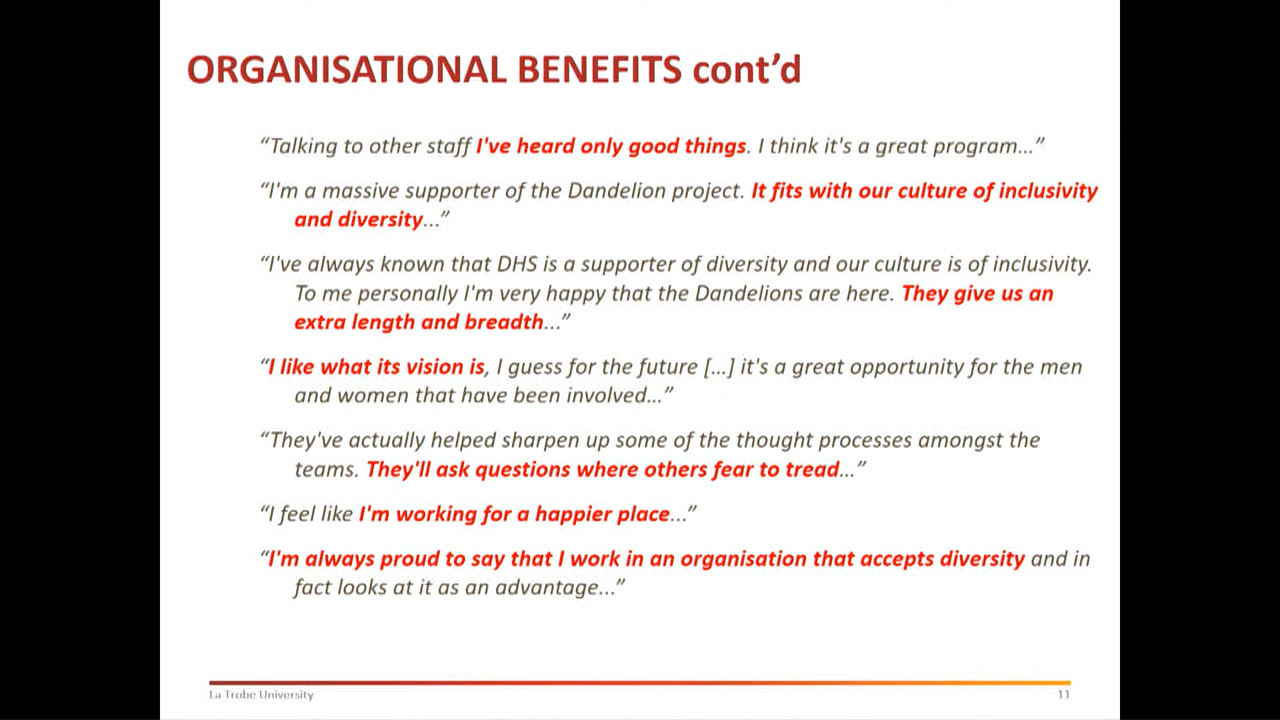 ORGANISATIONAL BENEFITS cont’d
“Talking to other staff I've heard only good things. I think it's a great program…”
“I'm a massive supporter of the Dandelion project. It fits with our culture of inclusivity
and diversity…”
“I've always known that DHS is a supporter of diversity and our culture is of inclusivity.
To me personally I'm very happy that the Dandelions are here. They give us an
extra length and breadth…”
“I like what its vision is, I guess for the future […] it's a great opportunity for the men
and women that have been involved…”
“They've actually helped sharpen up some of the thought processes amongst the
teams. They'll ask questions where others fear to tread…”
“I feel like I'm working for a happier place…”
“I'm always proud to say that I work in an organisation that accepts diversity and in
fact looks at it as an advantage…”
La Trobe University
11